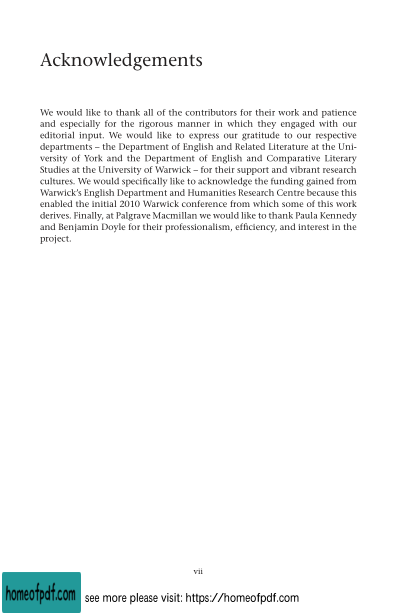 Acknowledgements
We would like to thank all of the contributors for their work and patience
and especially for the rigorous manner in which they engaged with our
editorial input. We would like to express our gratitude to our respective
departments – the Department of English and Related Literature at the Uni-
versity of York and the Department of English and Comparative Literary
Studies at the University of Warwick – for their support and vibrant research
cultures. We would specifically like to acknowledge the funding gained from
Warwick's English Department and Humanities Research Centre because this
enabled the initial 2010 Warwick conference from which some of this work
derives. Finally, at Palgrave Macmillan we would like to thank Paula Kennedy
and Benjamin Doyle for their professionalism, efficiency, and interest in the
project.
vii
homeofpdf.com
see more please visit: https://homeofpdf.com